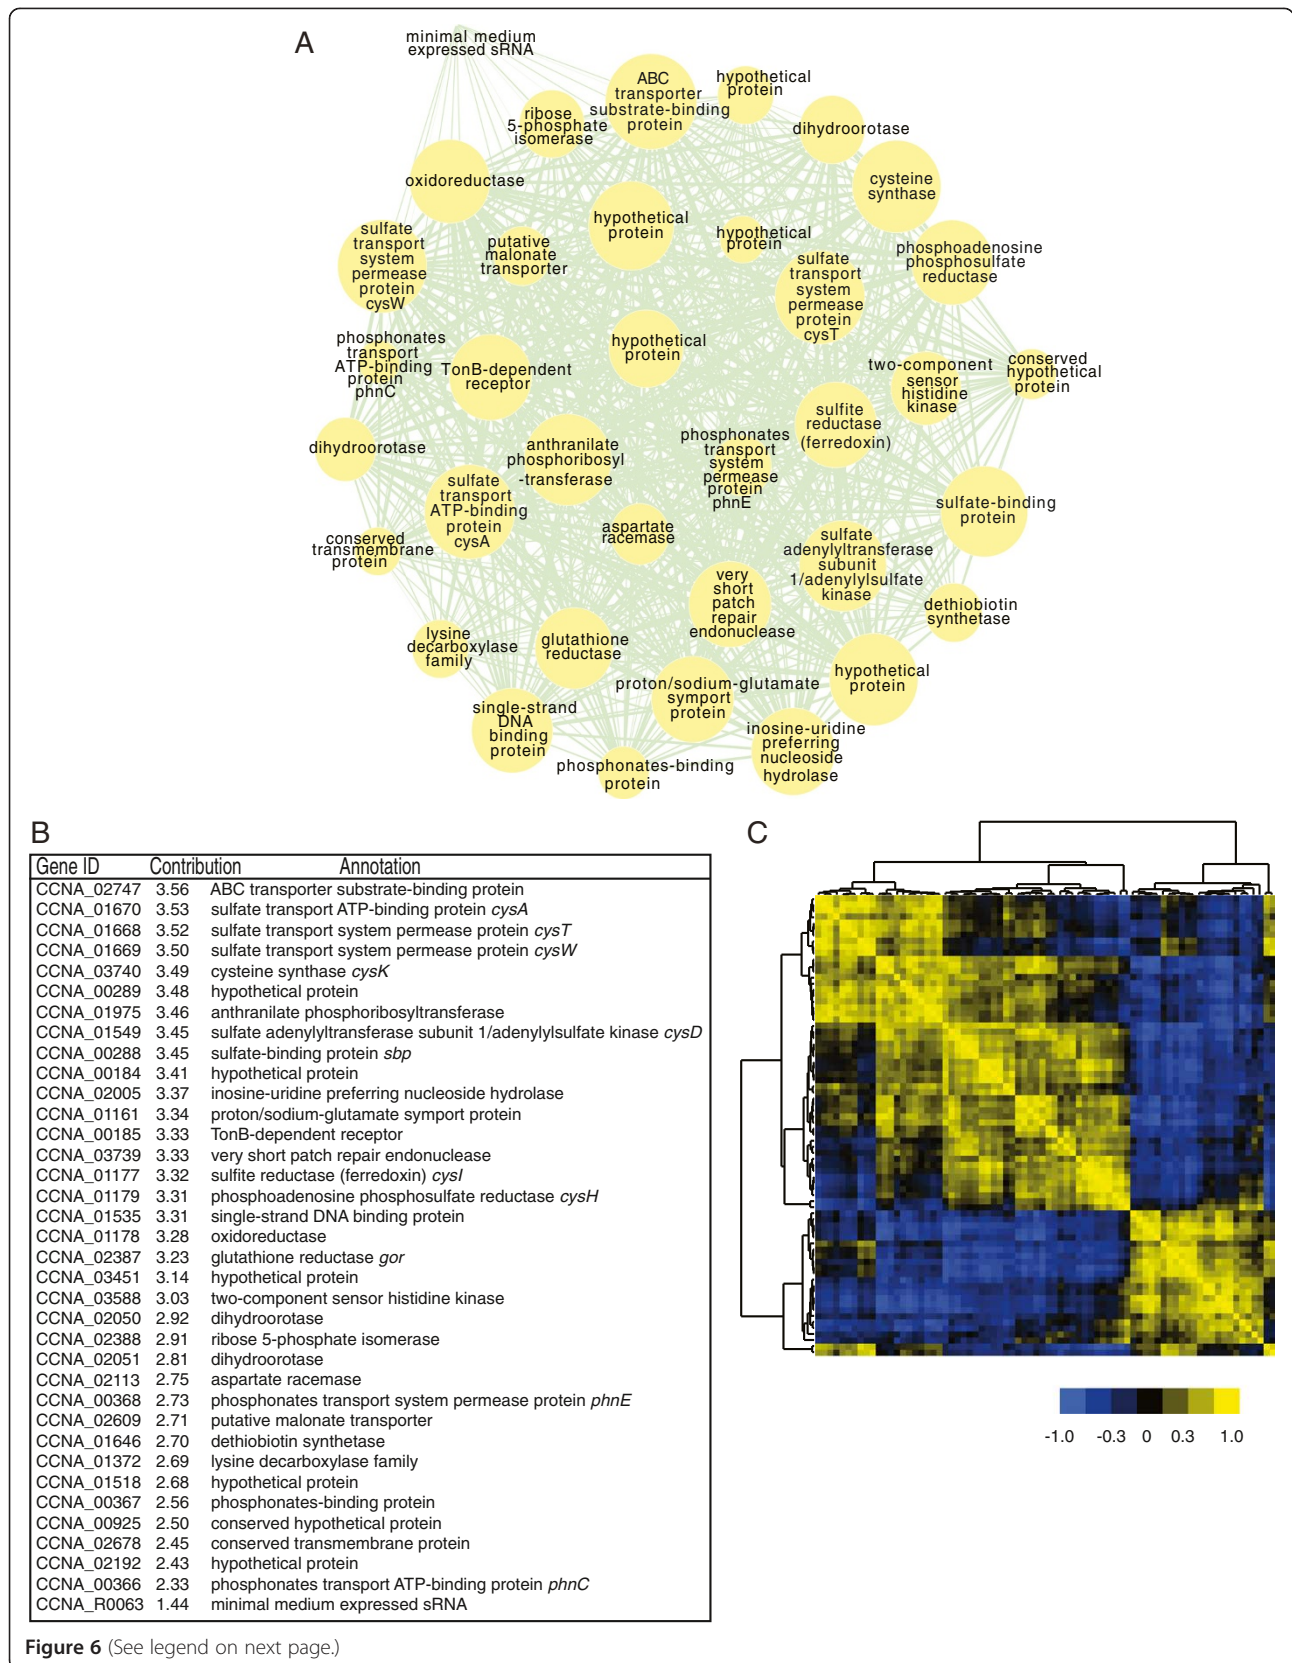 A
minimal medium
expressed sRNA
ABC
transporter
substrate-binding
protein
hypothetical
protein
ribose
5-phosphate
isomerase
dihydroorotase
oxidoreductase
cysteine
synthase
hypothetical
protein
hypothetical
protein
sulfate
transport
system
permease
protein
cysW
putative
malonate
transporter
sulfate
transport
system
permease
protein
cysT
phosphoadenosine
phosphosulfate
reductase
phosphonates
transport
ATP-binding
protein
phnC
TonB-dependent
receptor
hypothetical
protein
two-component
sensor
histidine
kinase
conserved
hypothetical
protein
dihydroorotase
anthranilate
phosphoribosyl
-transferase
phosphonates
transport
system
permease
protein
phnE
sulfite
reductase
(ferredoxin)
sulfate
transport
ATP-binding
protein
cysA
sulfate-binding
protein
conserved
transmembrane
protein
aspartate
racemase
sulfate
adenylyltransferase
subunit
1/adenylylsulfate
kinase
very
short
patch
repair
endonuclease
dethiobiotin
synthetase
lysine
decarboxylase
family
glutathione
reductase
hypothetical
protein
proton/sodium-glutamate
symport
protein
single-strand
DNA
binding
protein
inosine-uridine
preferring
nucleoside
hydrolase
phosphonates-binding
protein
B
Gene ID Contribution Annotation
CCNA_02747 3.56 ABC transporter substrate-binding protein
CCNA_01670 3.53 sulfate transport ATP-binding protein cysA
CCNA_01668 3.52 sulfate transport system permease protein cysT
CCNA_01669 3.50 sulfate transport system permease protein cysW
CCNA_03740 3.49 cysteine synthase cysK
CCNA_00289 3.48 hypothetical protein
CCNA_01975 3.46 anthranilate phosphoribosyltransferase
CCNA_01549 3.45 sulfate adenylyltransferase subunit 1/adenylylsulfate kinase cysD
CCNA_00288 3.45 sulfate-binding protein sbp
CCNA_00184 3.41 hypothetical protein
CCNA_02005 3.37 inosine-uridine preferring nucleoside hydrolase
CCNA_01161 3.34 proton/sodium-glutamate symport protein
CCNA_00185 3.33 TonB-dependent receptor
CCNA_03739 3.33 very short patch repair endonuclease
CCNA_01177 3.32 sulfite reductase (ferredoxin) cysI
CCNA_01179 3.31 phosphoadenosine phosphosulfate reductase cysH
CCNA_01535 3.31 single-strand DNA binding protein
CCNA_01178 3.28 oxidoreductase
CCNA_02387 3.23 glutathione reductase gor
CCNA_03451 3.14 hypothetical protein
CCNA_03588 3.03 two-component sensor histidine kinase
CCNA_02050 2.92 dihydroorotase
CCNA_02388 2.91 ribose 5-phosphate isomerase
CCNA_02051 2.81 dihydroorotase
CCNA_02113 2.75 aspartate racemase
CCNA_00368 2.73 phosphonates transport system permease protein phnE
CCNA_02609 2.71 putative malonate transporter
CCNA_01646 2.70 dethiobiotin synthetase
CCNA_01372 2.69 lysine decarboxylase family
CCNA_01518 2.68 hypothetical protein
CCNA_00367 2.56 phosphonates-binding protein
CCNA_00925 2.50 conserved hypothetical protein
CCNA_02678 2.45 conserved transmembrane protein
CCNA_02192 2.43 hypothetical protein
CCNA_00366 2.33 phosphonates transport ATP-binding protein phnC
CCNA_R0063 1.44 minimal medium expressed sRNA
C
-1.0 -0.3 0 0.3 1.0
Figure 6 (See legend on next page.)